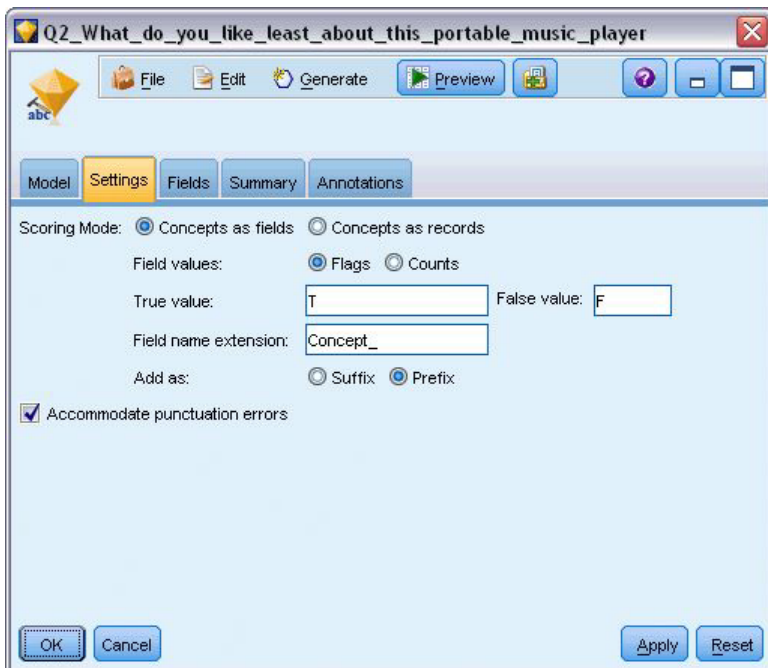 Q2_What_do_you_like_least_about_this_portable_music_player
File Edit Generate Preview
abc
Model Settings Fields Summary Annotations
Scoring Mode: Concepts as fields Concepts as records
Field values: Flags Counts
True value: T False value: F
Field name extension: Concept_
Add as: Suffix Prefix
Accommodate punctuation errors
OK Cancel Apply Reset